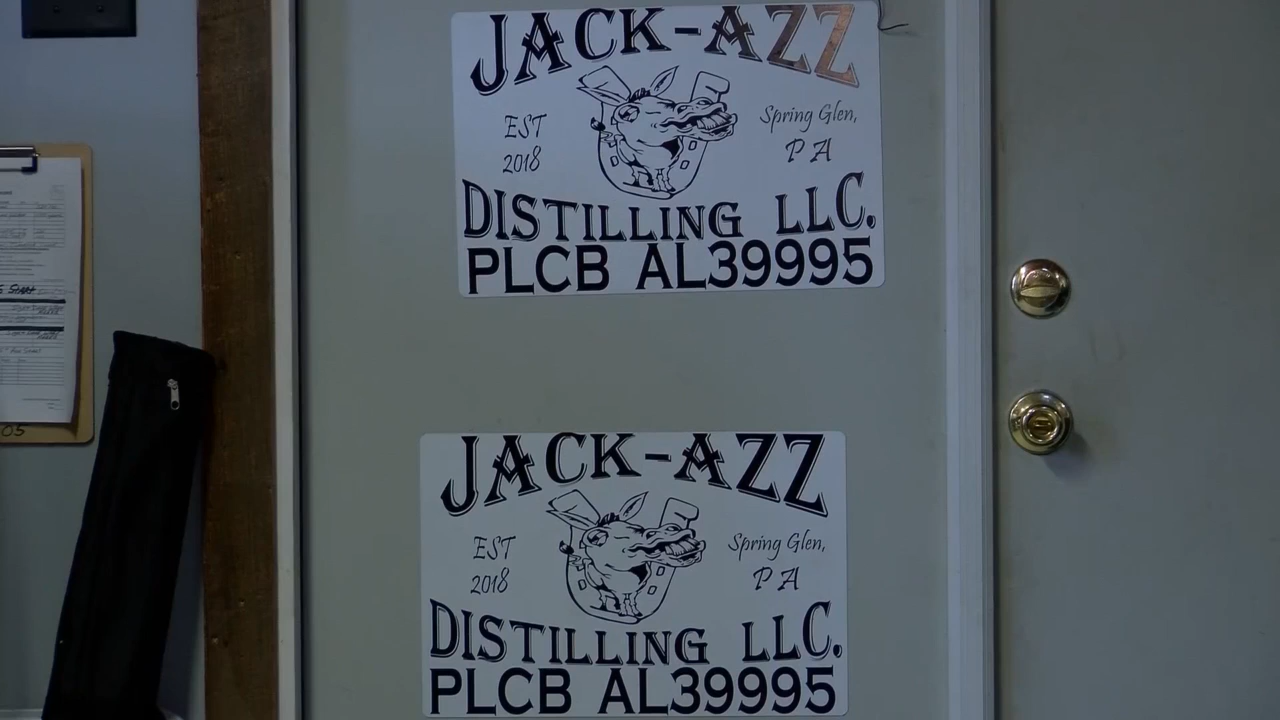 JACK-AZZ
EST
2018
Spring Glen,
PA
DISTILLING LLC.
PLCB AL39995
JACK-AZZ
EST
2018
Spring Glen,
PA
DISTILLING LLC.
PLCB AL39995